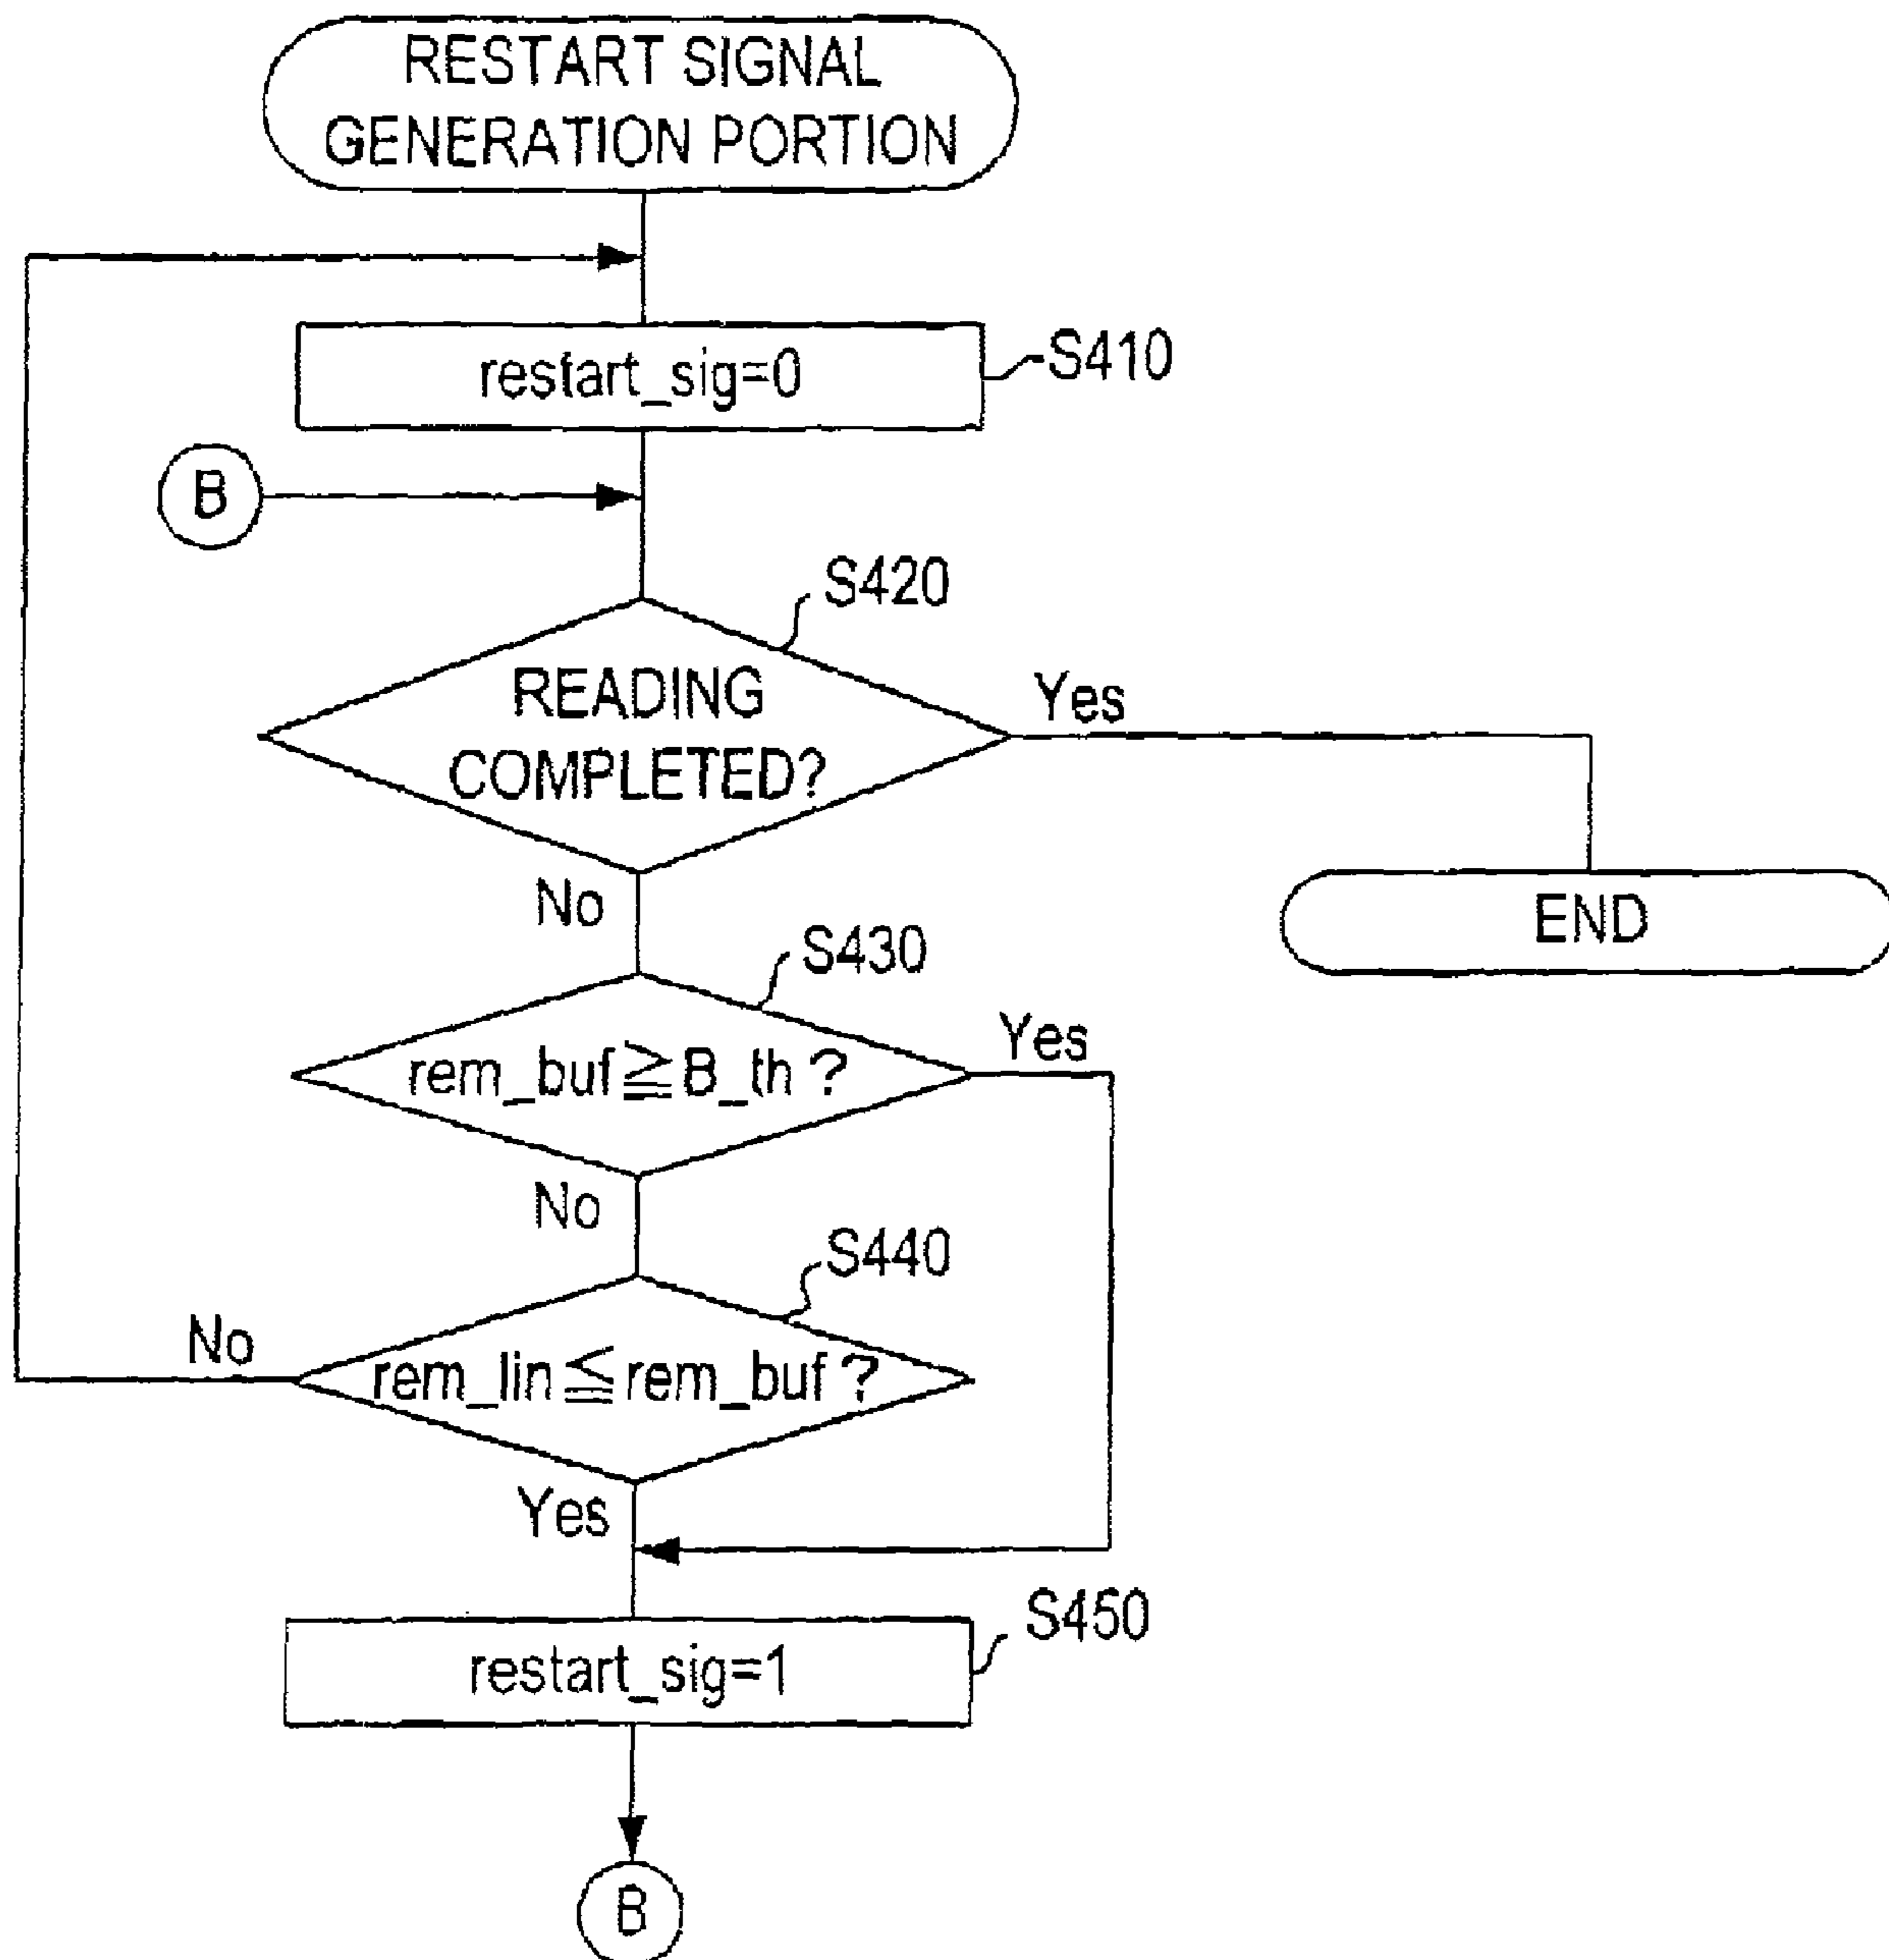 RESTART SIGNAL
GENERATION PORTION
restart_sig=0
S410
B
S420
READING
COMPLETED?
Yes
No
END
S430
rem_buf≧B_th ?
Yes
No
S440
rem_lin≦rem_buf ?
No
Yes
S450
restart_sig=1
B